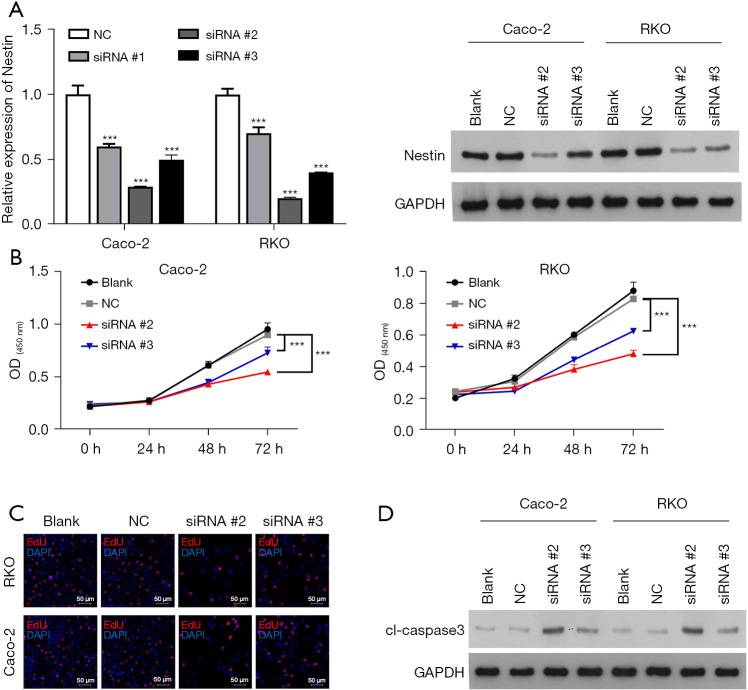 A
Relative expression of Nestin
1.5
1.0
0.5
0.0
NC
siRNA #1
siRNA #2
siRNA #3
***
***
***
***
***
***
Caco-2
RKO
Caco-2
RKO
Blank
NC
siRNA #2
siRNA #3
Blank
NC
siRNA #2
siRNA #3
Nestin
GAPDH
B
Caco-2
OD (450 nm)
1.5
1.0
0.5
0.0
Blank
NC
siRNA #2
siRNA #3
***
***
0 h
24 h
48 h
72 h
RKO
OD (450 nm)
1.0
0.8
0.6
0.4
0.2
0.0
Blank
NC
siRNA #2
siRNA #3
***
***
0 h
24 h
48 h
72 h
C
Blank
NC
siRNA #2
siRNA #3
RKO
EdU
DAPI
50 μm
EdU
DAPI
50 μm
EdU
DAPI
50 μm
EdU
DAPI
50 μm
Caco-2
EdU
DAPI
50 μm
EdU
DAPI
50 μm
EdU
DAPI
50 μm
EdU
DAPI
50 μm
D
Caco-2
RKO
Blank
NC
siRNA #2
siRNA #3
Blank
NC
siRNA #2
siRNA #3
cl-caspase3
GAPDH